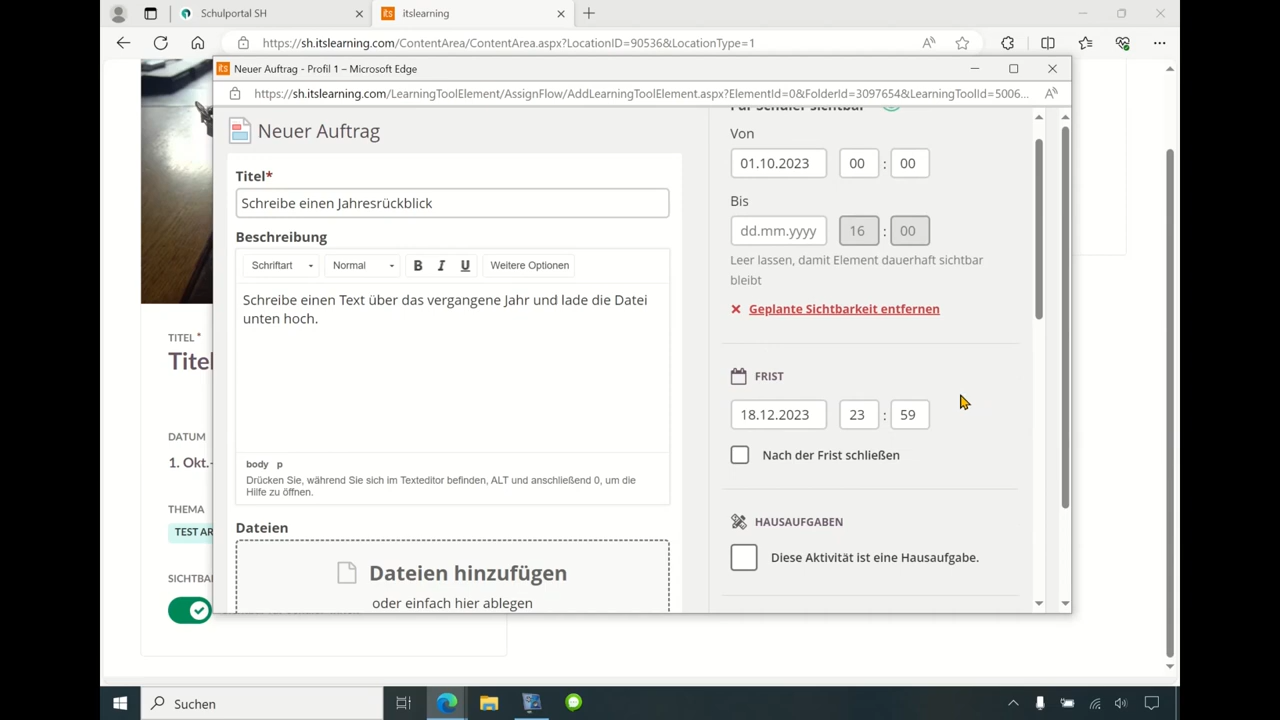 Schulportal SH
itslearning
https://sh.itslearning.com/ContentArea/ContentArea.aspx?LocationID=90536&LocationType=1
Neuer Auftrag - Profil 1 – Microsoft Edge
https://sh.itslearning.com/LearningToolElement/AssignFlow/AddLearningToolElement.aspx?ElementId=0&FolderId=3097654&LearningToolId=5006...
Neuer Auftrag
Titel*
Schreibe einen Jahresrückblick
Beschreibung
Schriftart Normal B I U Weitere Optionen
Schreibe einen Text über das vergangene Jahr und lade die Datei
unten hoch.
body p
Drücken Sie, während Sie sich im Texteditor befinden, ALT und anschließend 0, um die
Hilfe zu öffnen.
Dateien
Dateien hinzufügen
oder einfach hier ablegen
Für Schüler sichtbar
Von
01.10.2023 00 : 00
Bis
dd.mm.yyyy 16 : 00
Leer lassen, damit Element dauerhaft sichtbar
bleibt
Geplante Sichtbarkeit entfernen
FRIST
18.12.2023 23 : 59
Nach der Frist schließen
HAUSAUFGABEN
Diese Aktivität ist eine Hausaufgabe.
TITEL *
Titel
DATUM
1. Okt.-
THEMA
TEST AR
SICHTBA
Suchen